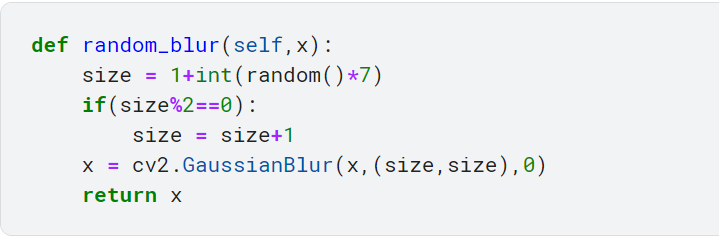 def random_blur(self,x):
    size = 1+int(random()*7)
    if(size%2==0):
        size = size+1
    x = cv2.GaussianBlur(x,(size,size),0)
    return x